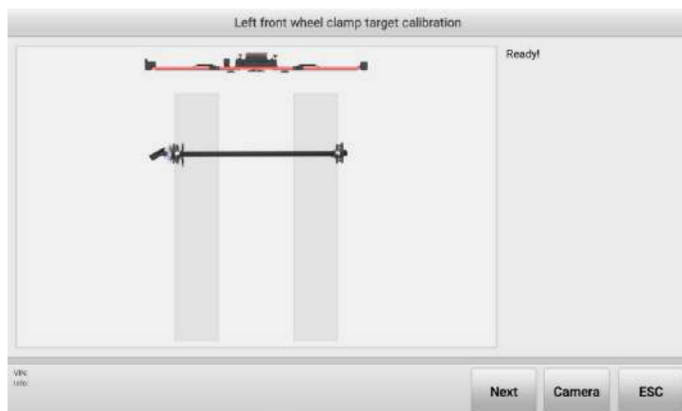 Left front wheel clamp target calibration
Ready!
VIN:
Info:
Next
Camera
ESC